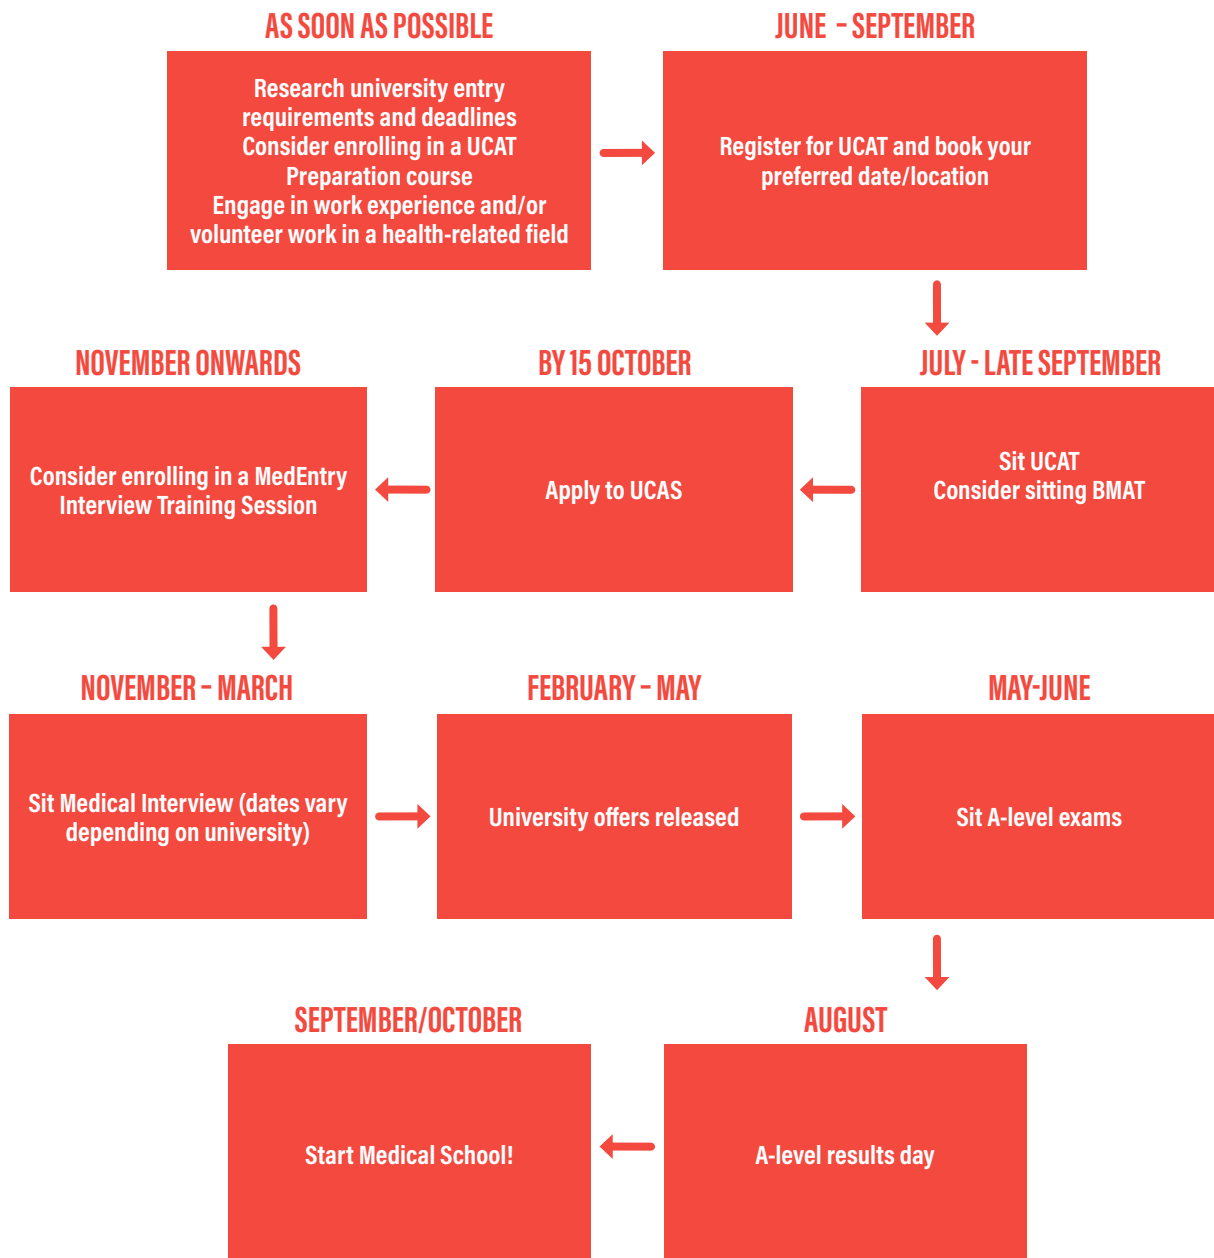 AS SOON AS POSSIBLE
Research university entry
requirements and deadlines
Consider enrolling in a UCAT
Preparation course
Engage in work experience and/or
volunteer work in a health-related field
JUNE – SEPTEMBER
Register for UCAT and book your
preferred date/location
JULY - LATE SEPTEMBER
Sit UCAT
Consider sitting BMAT
BY 15 OCTOBER
Apply to UCAS
NOVEMBER ONWARDS
Consider enrolling in a MedEntry
Interview Training Session
NOVEMBER – MARCH
Sit Medical Interview (dates vary
depending on university)
FEBRUARY – MAY
University offers released
MAY-JUNE
Sit A-level exams
AUGUST
A-level results day
SEPTEMBER/OCTOBER
Start Medical School!